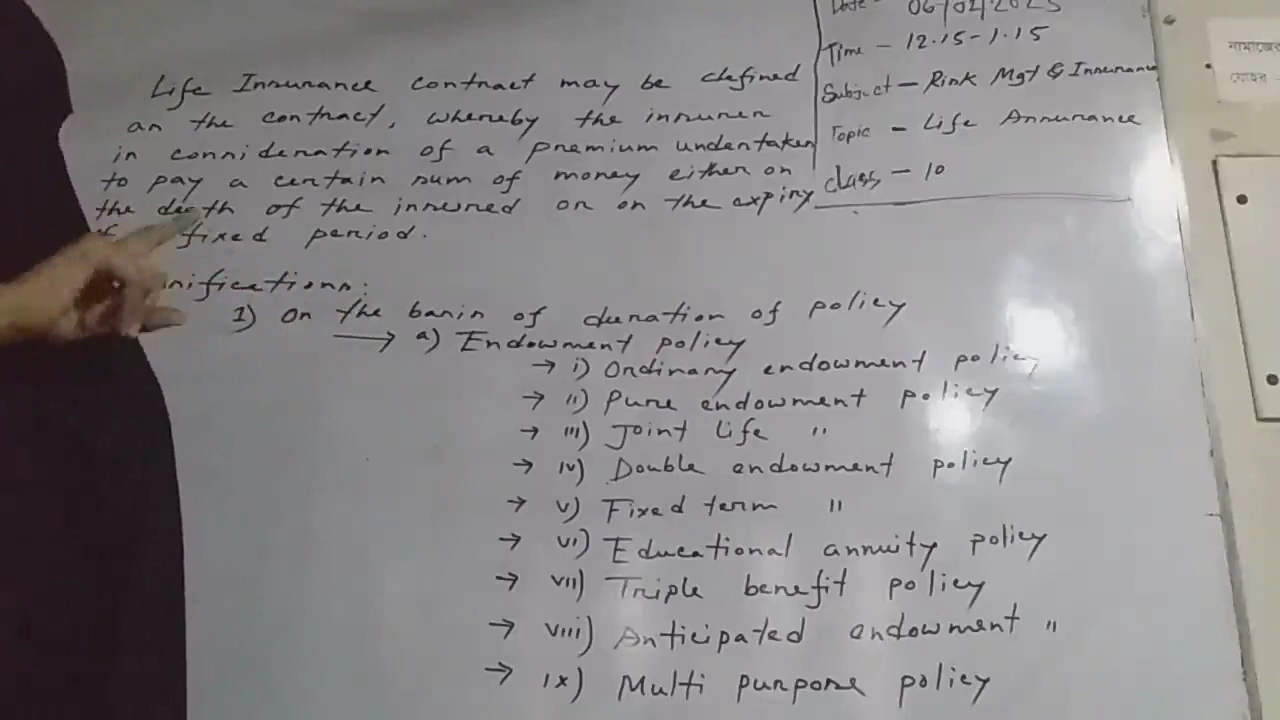 Date - 06/02/2023
Time - 12.15-1.15
Subject - Risk Mgt & Insurance
Topic - Life Assurance
Class - 10
Life Insurance contract may be defined
as the contract, whereby the insurer
in consideration of a premium undertaken
to pay a certain sum of money either on
the death of the insured or on the expiry
fixed period.
1) On the basis of duration of policy
→ a) Endowment policy
→ i) Ordinary endowment policy
→ ii) Pure endowment policy
→ iii) Joint Life "
→ iv) Double endowment policy
→ v) Fixed term "
→ vi) Educational annuity policy
→ vii) Triple benefit policy
→ viii) Anticipated endowment "
→ ix) Multi purpose policy